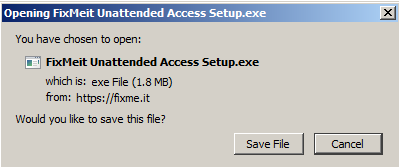 Opening FixMeit Unattended Access Setup.exe
You have chosen to open:
FixMeit Unattended Access Setup.exe
which is: exe File (1.8 MB)
from: https://fixme.it
Would you like to save this file?
Save File Cancel